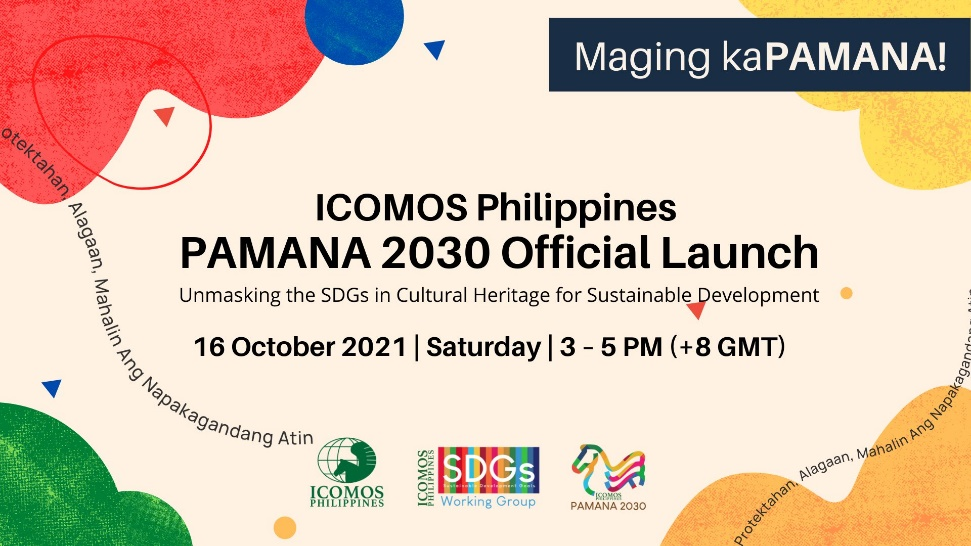 Maging kaPAMANA!
otektahan, Alagaan, Mahalin Ang Napakagandang Atin
ICOMOS Philippines
PAMANA 2030 Official Launch
Unmasking the SDGs in Cultural Heritage for Sustainable Development
16 October 2021 | Saturday | 3 – 5 PM (+8 GMT)
ICOMOS
PHILIPPINES
ICOMOS
PHILIPPINES
SDGs
Sustainable Development Goals
Working Group
ICOMOS
PAMANA 2030
Protektahan, Alagaan, Mahalin Ang Napakagandang Atin